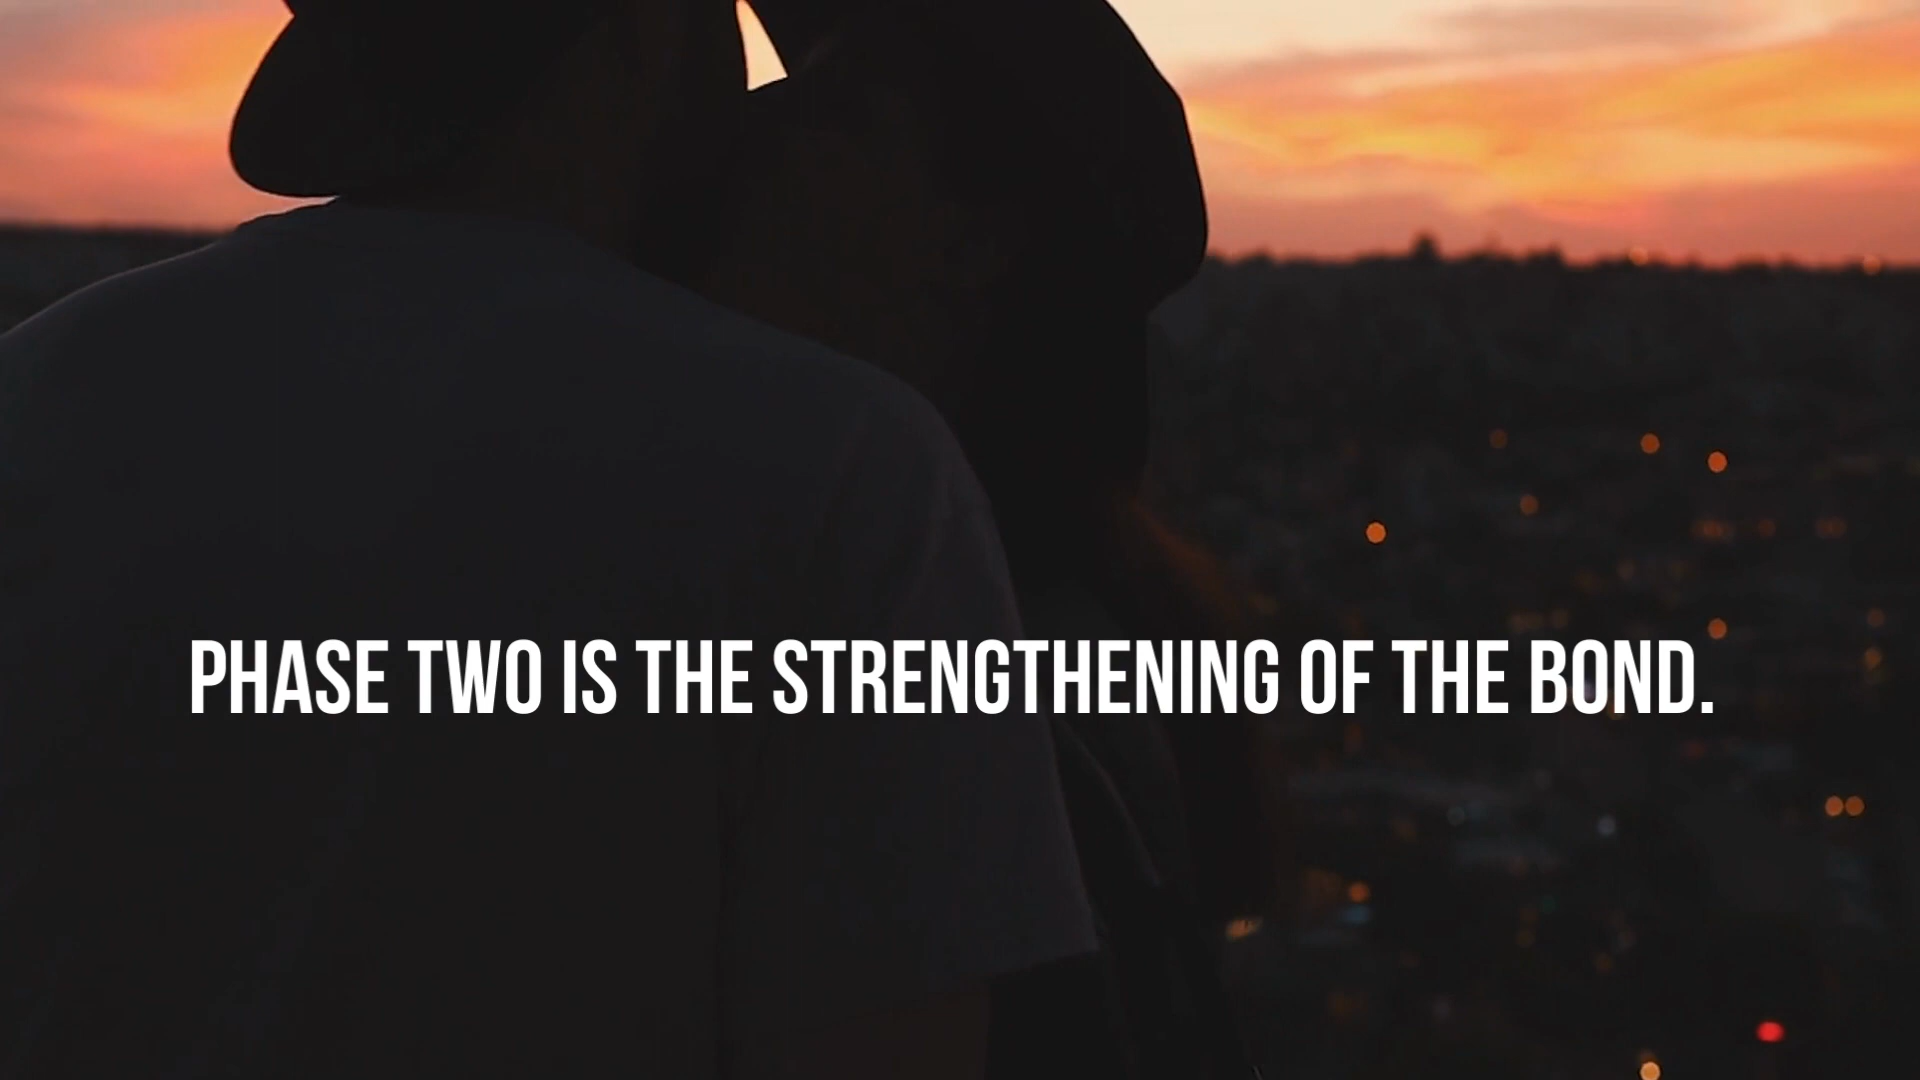 PHASE TWO IS THE STRENGTHENING OF THE BOND.